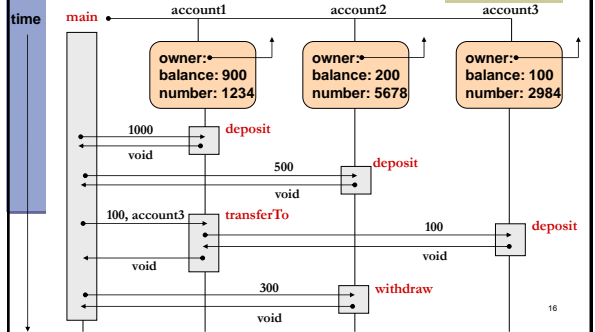 time
main
account1
account2
account3
owner:
balance: 900
number: 1234
owner:
balance: 200
number: 5678
owner:
balance: 100
number: 2984
1000
deposit
void
500
deposit
void
100, account3
transferTo
100
deposit
void
void
300
withdraw
void
16